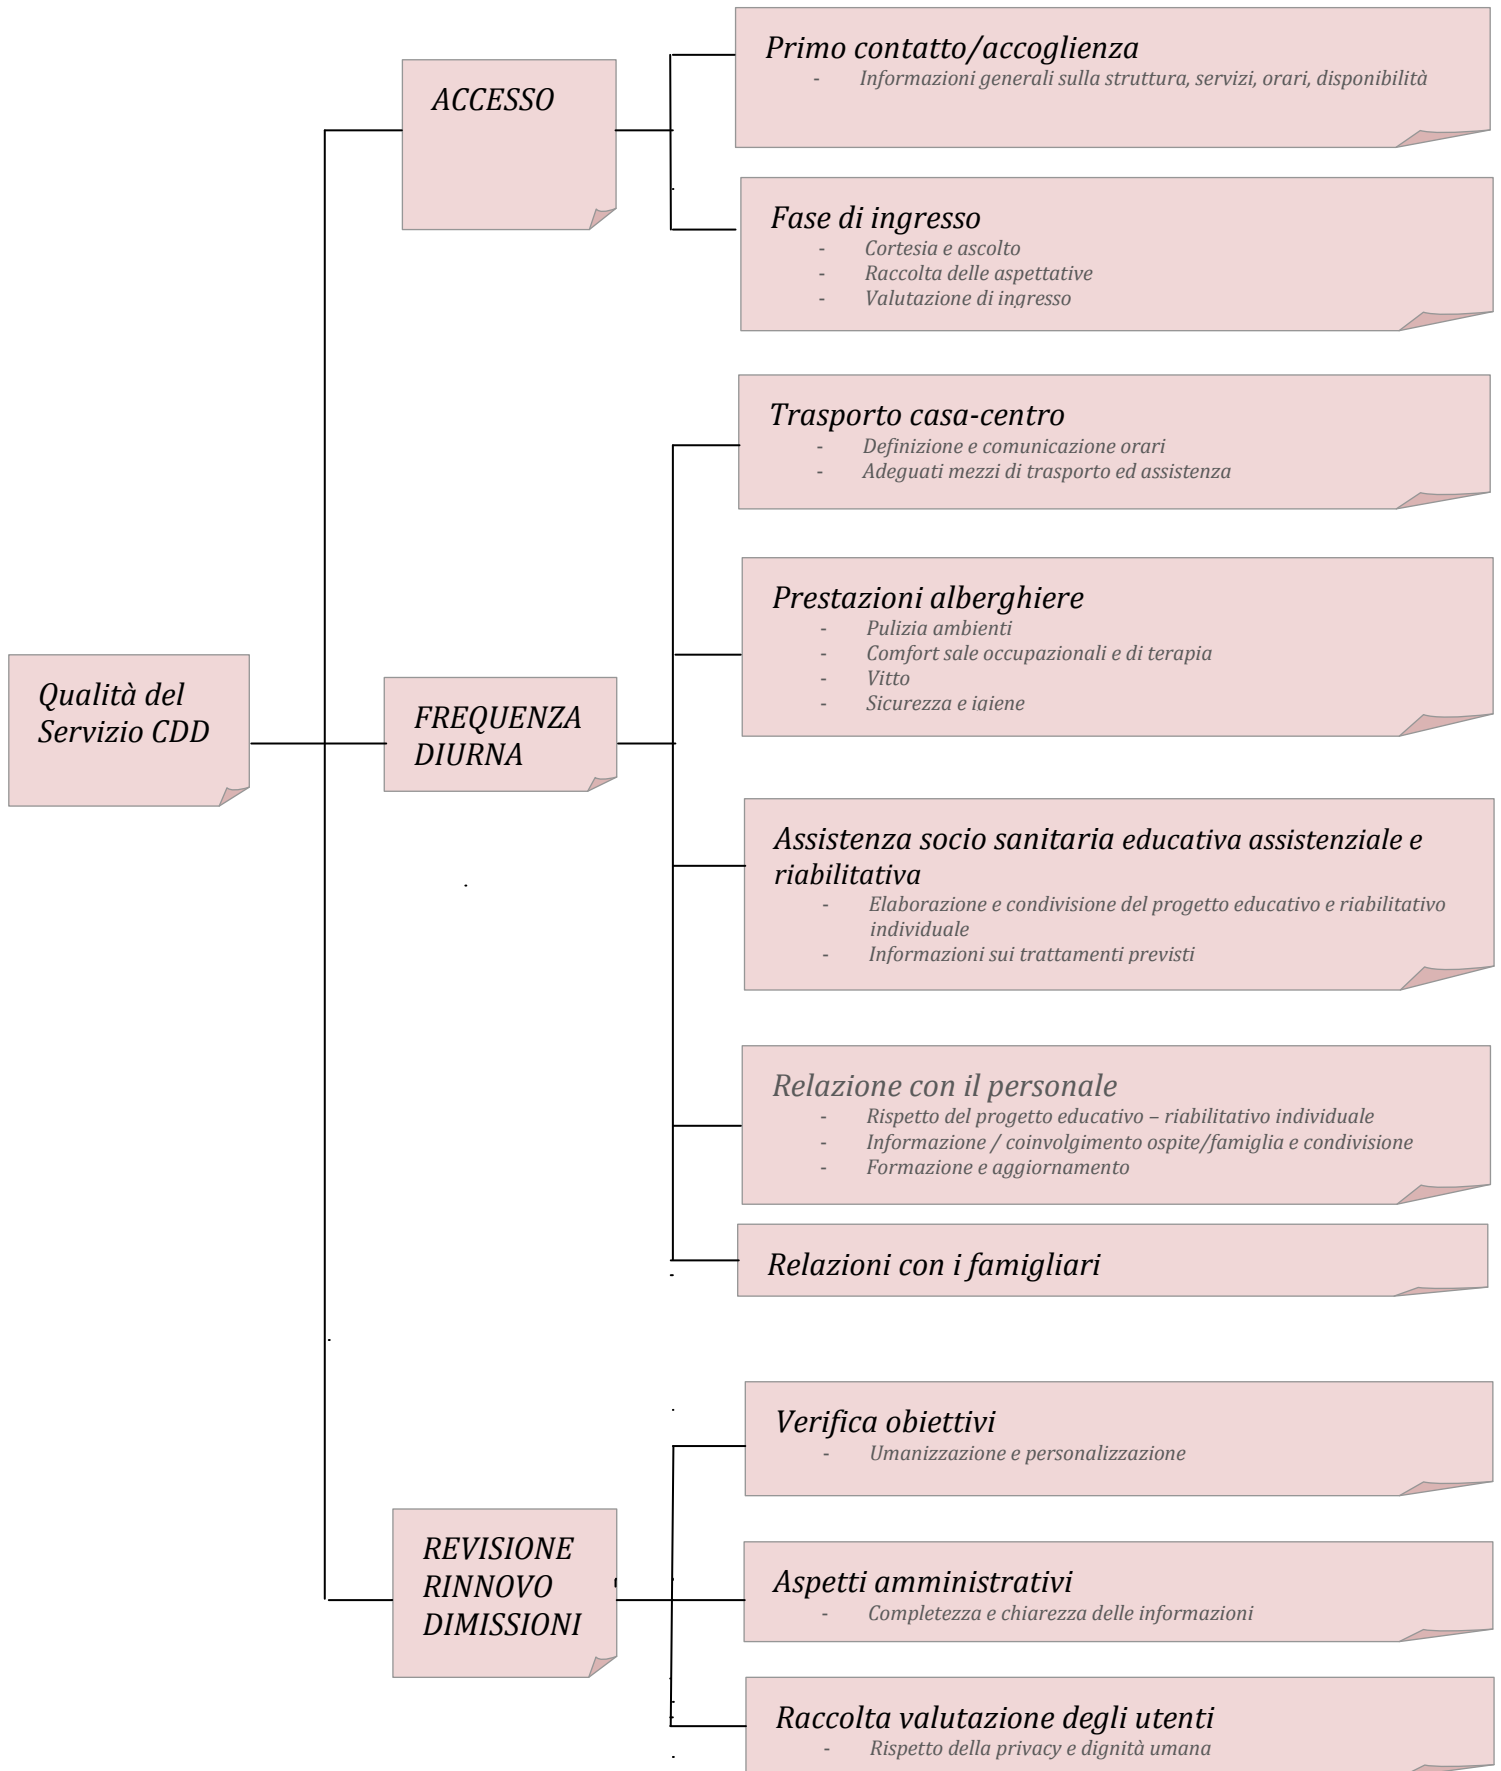 Primo contatto/accoglienza
- Informazioni generali sulla struttura, servizi, orari, disponibilità
ACCESSO
Fase di ingresso
- Cortesia e ascolto
- Raccolta delle aspettative
- Valutazione di ingresso
Trasporto casa-centro
- Definizione e comunicazione orari
- Adeguati mezzi di trasporto ed assistenza
Prestazioni alberghiere
- Pulizia ambienti
- Comfort sale occupazionali e di terapia
- Vitto
- Sicurezza e igiene
Qualità del
Servizio CDD
FREQUENZA
DIURNA
Assistenza socio sanitaria educativa assistenziale e
riabilitativa
- Elaborazione e condivisione del progetto educativo e riabilitativo
individuale
- Informazioni sui trattamenti previsti
Relazione con il personale
- Rispetto del progetto educativo – riabilitativo individuale
- Informazione / coinvolgimento ospite/famiglia e condivisione
- Formazione e aggiornamento
Relazioni con i famigliari
Verifica obiettivi
- Umanizzazione e personalizzazione
REVISIONE
RINNOVO
DIMISSIONI
Aspetti amministrativi
- Completezza e chiarezza delle informazioni
Raccolta valutazione degli utenti
- Rispetto della privacy e dignità umana